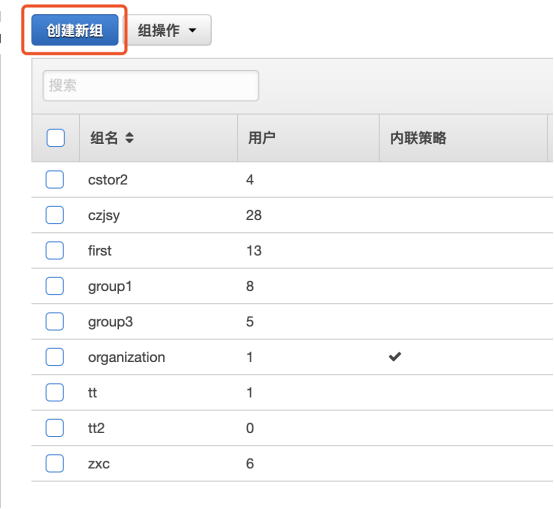 创建新组 组操作
搜索
组名 用户 内联策略
cstor2 4
czjsy 28
first 13
group1 8
group3 5
organization 1
tt 1
tt2 0
zxc 6